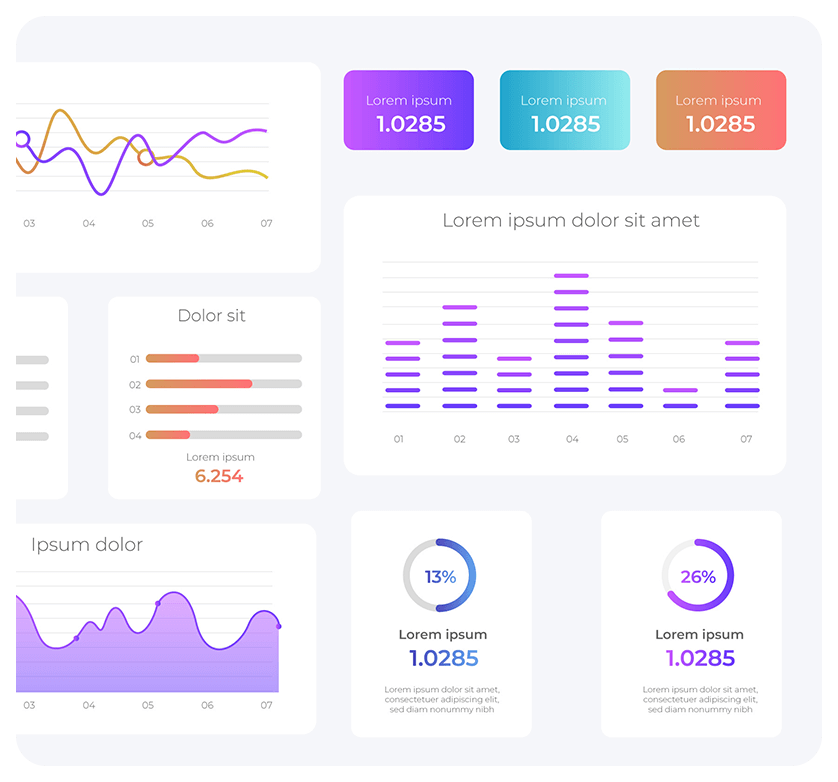 03 04 05 06 07
Lorem ipsum
1.0285
Lorem ipsum
1.0285
Lorem ipsum
1.0285
Lorem ipsum dolor sit amet
01 02 03 04 05 06 07
Dolor sit
01
02
03
04
Lorem ipsum
6.254
Ipsum dolor
03 04 05 06 07
13%
Lorem ipsum
1.0285
Lorem ipsum dolor sit amet,
consectetuer adipiscing elit,
sed diam nonummy nibh
26%
Lorem ipsum
1.0285
Lorem ipsum dolor sit amet,
consectetuer adipiscing elit,
sed diam nonummy nibh